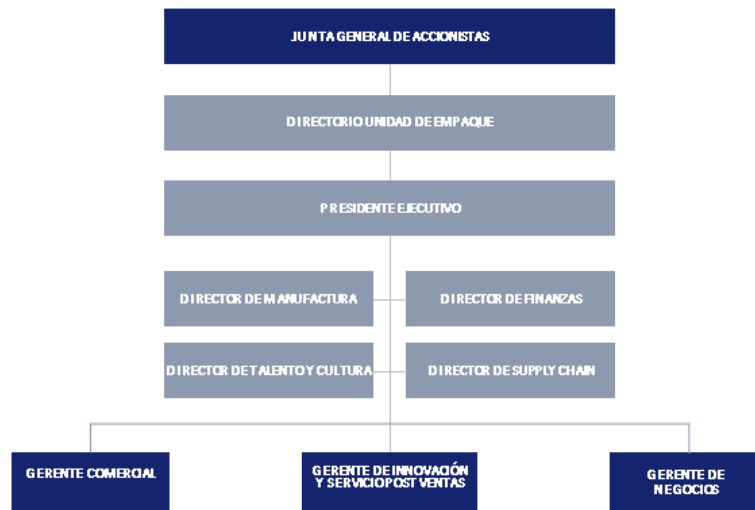 JUNTA GENERAL DE ACCIONISTAS
DIRECTORIO UNIDAD DE EMPAQUE
PRESIDENTE EJECUTIVO
DIRECTOR DE MANUFACTURA
DIRECTOR DE FINANZAS
DIRECTOR DE TALENTO Y CULTURA
DIRECTOR DE SUPPLY CHAIN
GERENTE COMERCIAL
GERENTE DE INNOVACIÓN
Y SERVICIO POST VENTAS
GERENTE DE
NEGOCIOS